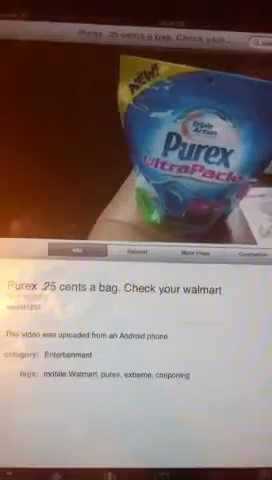 Purex .25 cents a bag. Check your
NEW!
Triple
Action
Purex
UltraPacks
Info
Related
More From
Comments
Purex .25 cents a bag. Check your walmart
This video was uploaded from an Android phone
category: Entertainment
tags: mobile, Walmart, purex, extreme, couponing